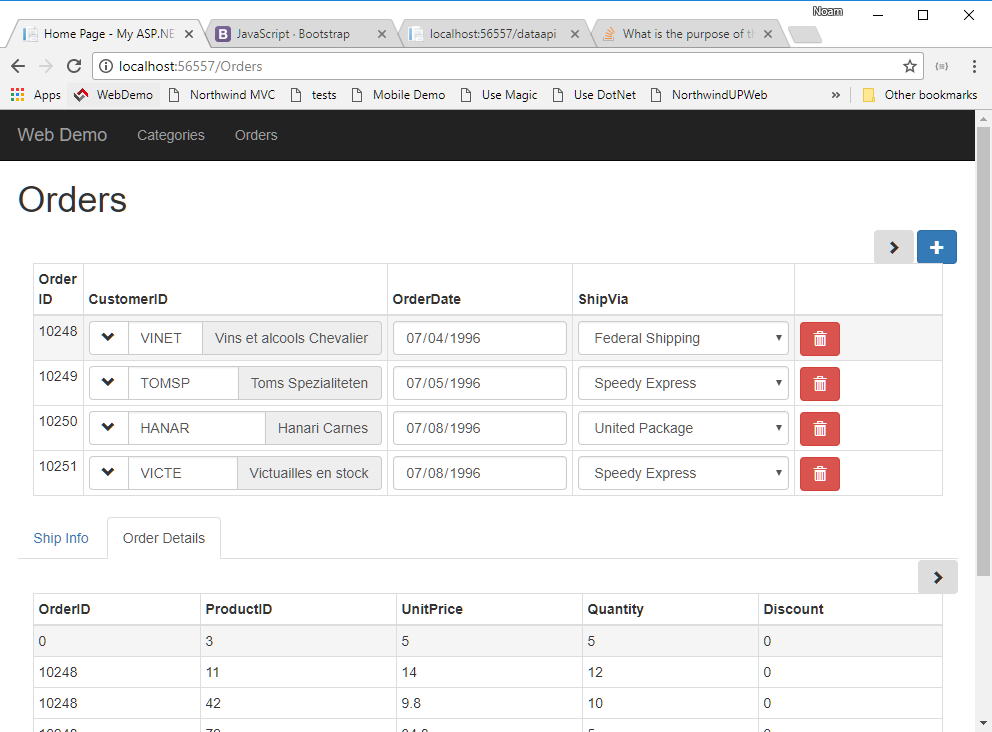 Noam
Home Page - My ASP.NE
JavaScript · Bootstrap
localhost:56557/dataapi
What is the purpose of th
localhost:56557/Orders
Apps WebDemo Northwind MVC tests Mobile Demo Use Magic Use DotNet NorthwindUPWeb » Other bookmarks
Web Demo Categories Orders
Orders
Order ID CustomerID OrderDate ShipVia
10248 VINET Vins et alcools Chevalier 07/04/1996 Federal Shipping
10249 TOMSP Toms Spezialiteten 07/05/1996 Speedy Express
10250 HANAR Hanari Carnes 07/08/1996 United Package
10251 VICTE Victuailles en stock 07/08/1996 Speedy Express
Ship Info Order Details
OrderID ProductID UnitPrice Quantity Discount
0 3 5 5 0
10248 11 14 12 0
10248 42 9.8 10 0